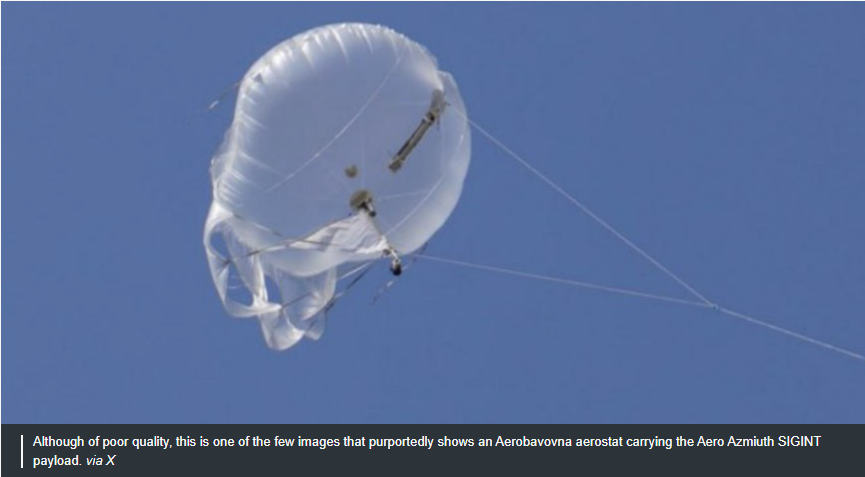 Although of poor quality, this is one of the few images that purportedly shows an Aerobavovna aerostat carrying the Aero Azmiuth SIGINT
payload. via X